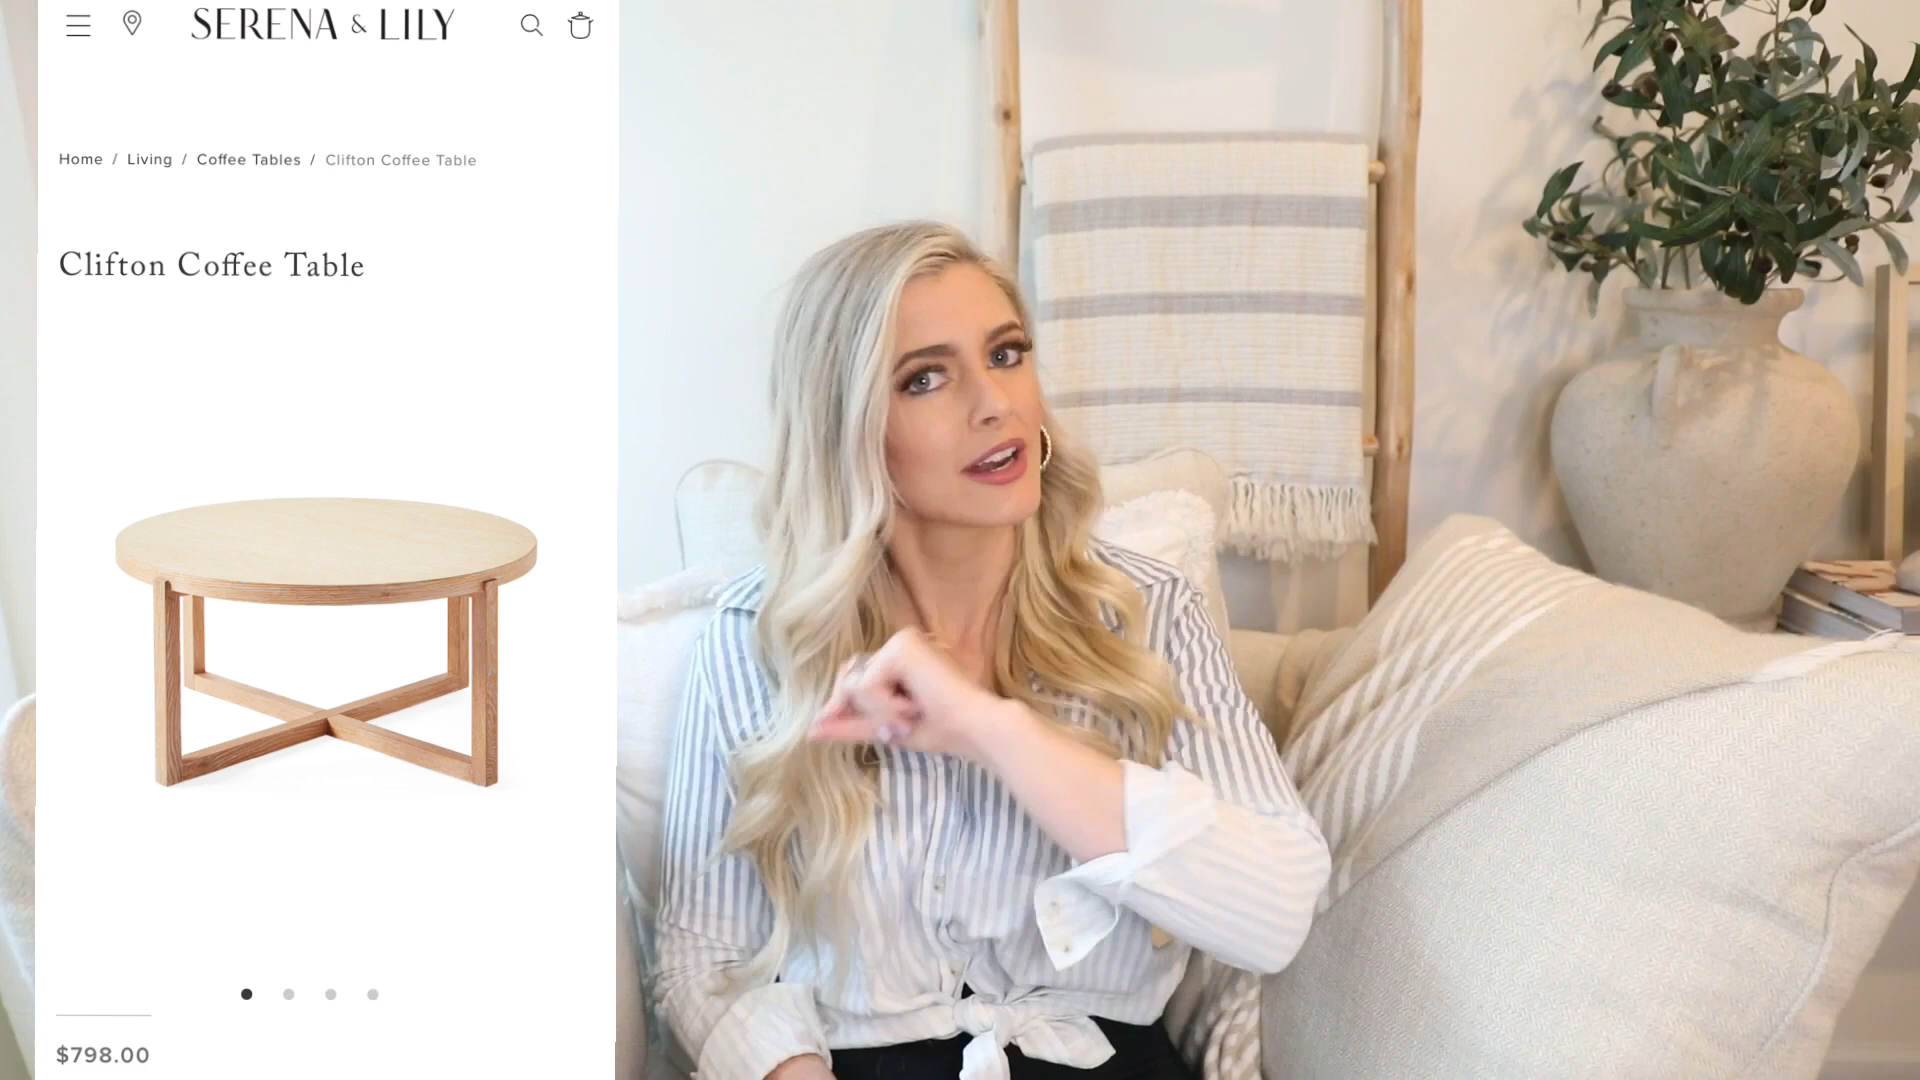 SERENA & LILY
Home / Living / Coffee Tables / Clifton Coffee Table
Clifton Coffee Table
$798.00